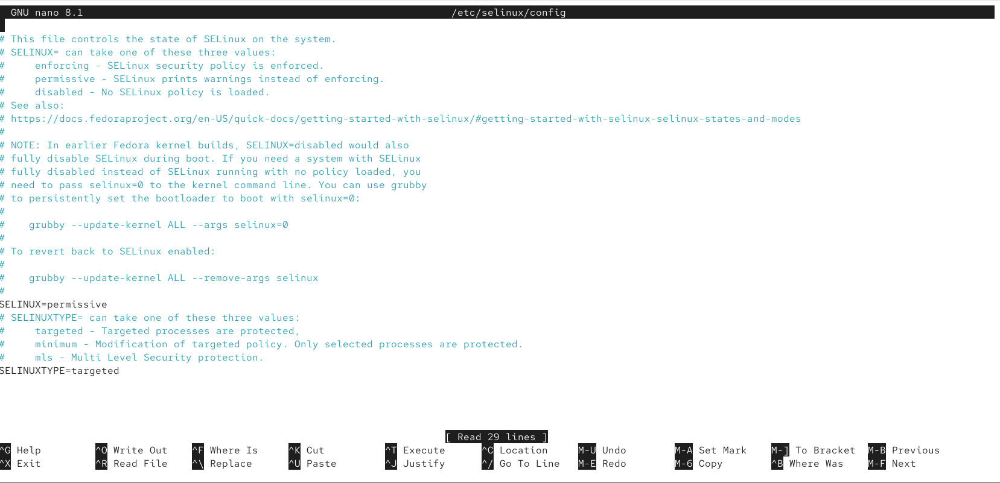 GNU nano 8.1 /etc/selinux/config
# This file controls the state of SELinux on the system.
# SELINUX= can take one of these three values:
#     enforcing - SELinux security policy is enforced.
#     permissive - SELinux prints warnings instead of enforcing.
#     disabled - No SELinux policy is loaded.
# See also:
# https://docs.fedoraproject.org/en-US/quick-docs/getting-started-with-selinux/#getting-started-with-selinux-selinux-states-and-modes
#
# NOTE: In earlier Fedora kernel builds, SELINUX=disabled would also
# fully disable SELinux during boot. If you need a system with SELinux
# fully disabled instead of SELinux running with no policy loaded, you
# need to pass selinux=0 to the kernel command line. You can use grubby
# to persistently set the bootloader to boot with selinux=0:
#
#    grubby --update-kernel ALL --args selinux=0
#
# To revert back to SELinux enabled:
#
#    grubby --update-kernel ALL --remove-args selinux
#
SELINUX=permissive
# SELINUXTYPE= can take one of these three values:
#     targeted - Targeted processes are protected,
#     minimum - Modification of targeted policy. Only selected processes are protected.
#     mls - Multi Level Security protection.
SELINUXTYPE=targeted
[ Read 29 lines ]
^G Help ^O Write Out ^F Where Is ^K Cut ^T Execute ^C Location M-U Undo M-A Set Mark M-] To Bracket M-B Previous
^X Exit ^R Read File ^\ Replace ^U Paste ^J Justify ^/ Go To Line M-E Redo M-6 Copy ^B Where Was M-F Next